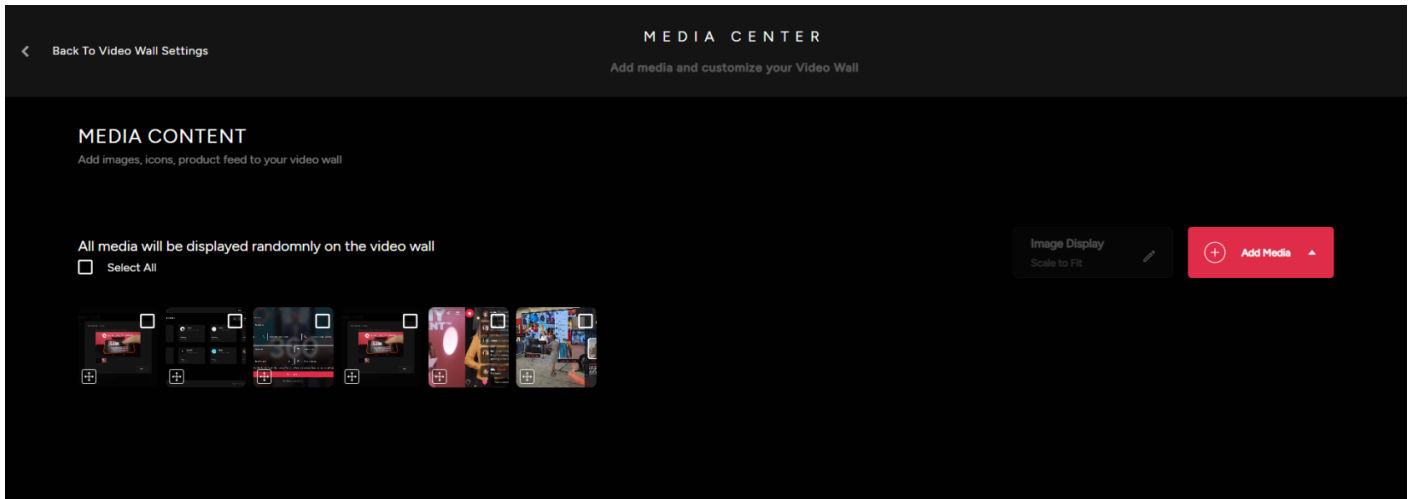 MEDIA CENTER
Back To Video Wall Settings
Add media and customize your Video Wall
MEDIA CONTENT
Add images, icons, product feed to your video wall
All media will be displayed randomnly on the video wall
Select All
Image Display
Scale to Fit
Add Media
360